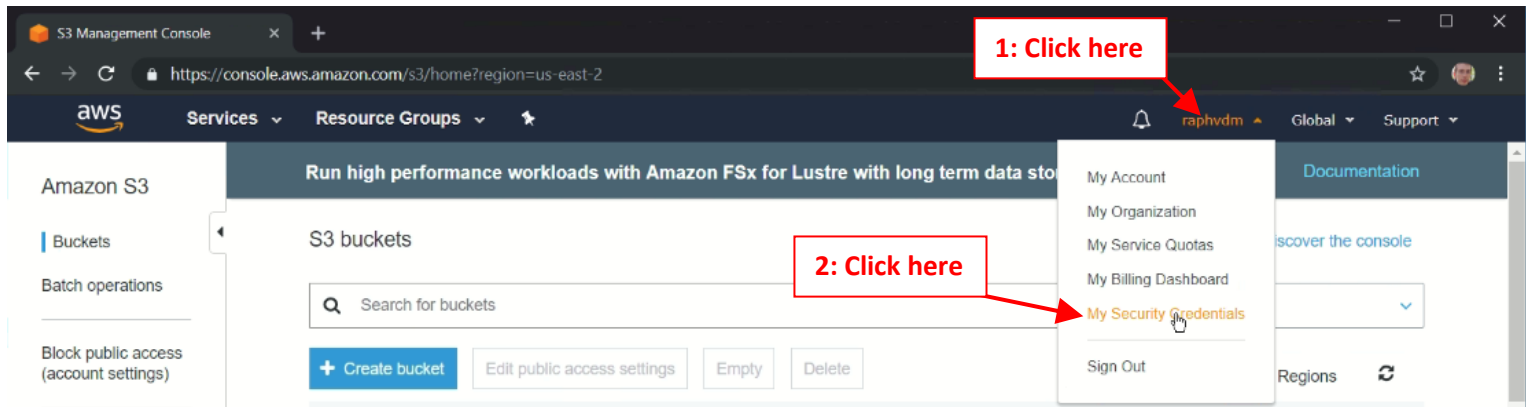 S3 Management Console
1: Click here
https://console.aws.amazon.com/s3/home?region=us-east-2
aws
Services
Resource Groups
raphvdm
Global
Support
Amazon S3
Run high performance workloads with Amazon FSx for Lustre with long term data sto
Documentation
My Account
My Organization
My Service Quotas
My Billing Dashboard
My Security Credentials
Sign Out
Buckets
Batch operations
Block public access
(account settings)
S3 buckets
iscover the console
2: Click here
Search for buckets
Create bucket
Edit public access settings
Empty
Delete
Regions